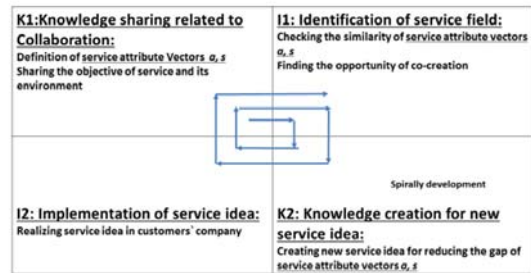 K1:Knowledge sharing related to
Collaboration:
Definition of service attribute Vectors a, s
Sharing the objective of service and its
environment
I1: Identification of service field:
Checking the similarity of service attribute vectors
a, s
Finding the opportunity of co-creation
Spirally development
I2: Implementation of service idea:
Realizing service idea in customers` company
K2: Knowledge creation for new
service idea:
Creating new service idea for reducing the gap of
service attribute vectors a, s